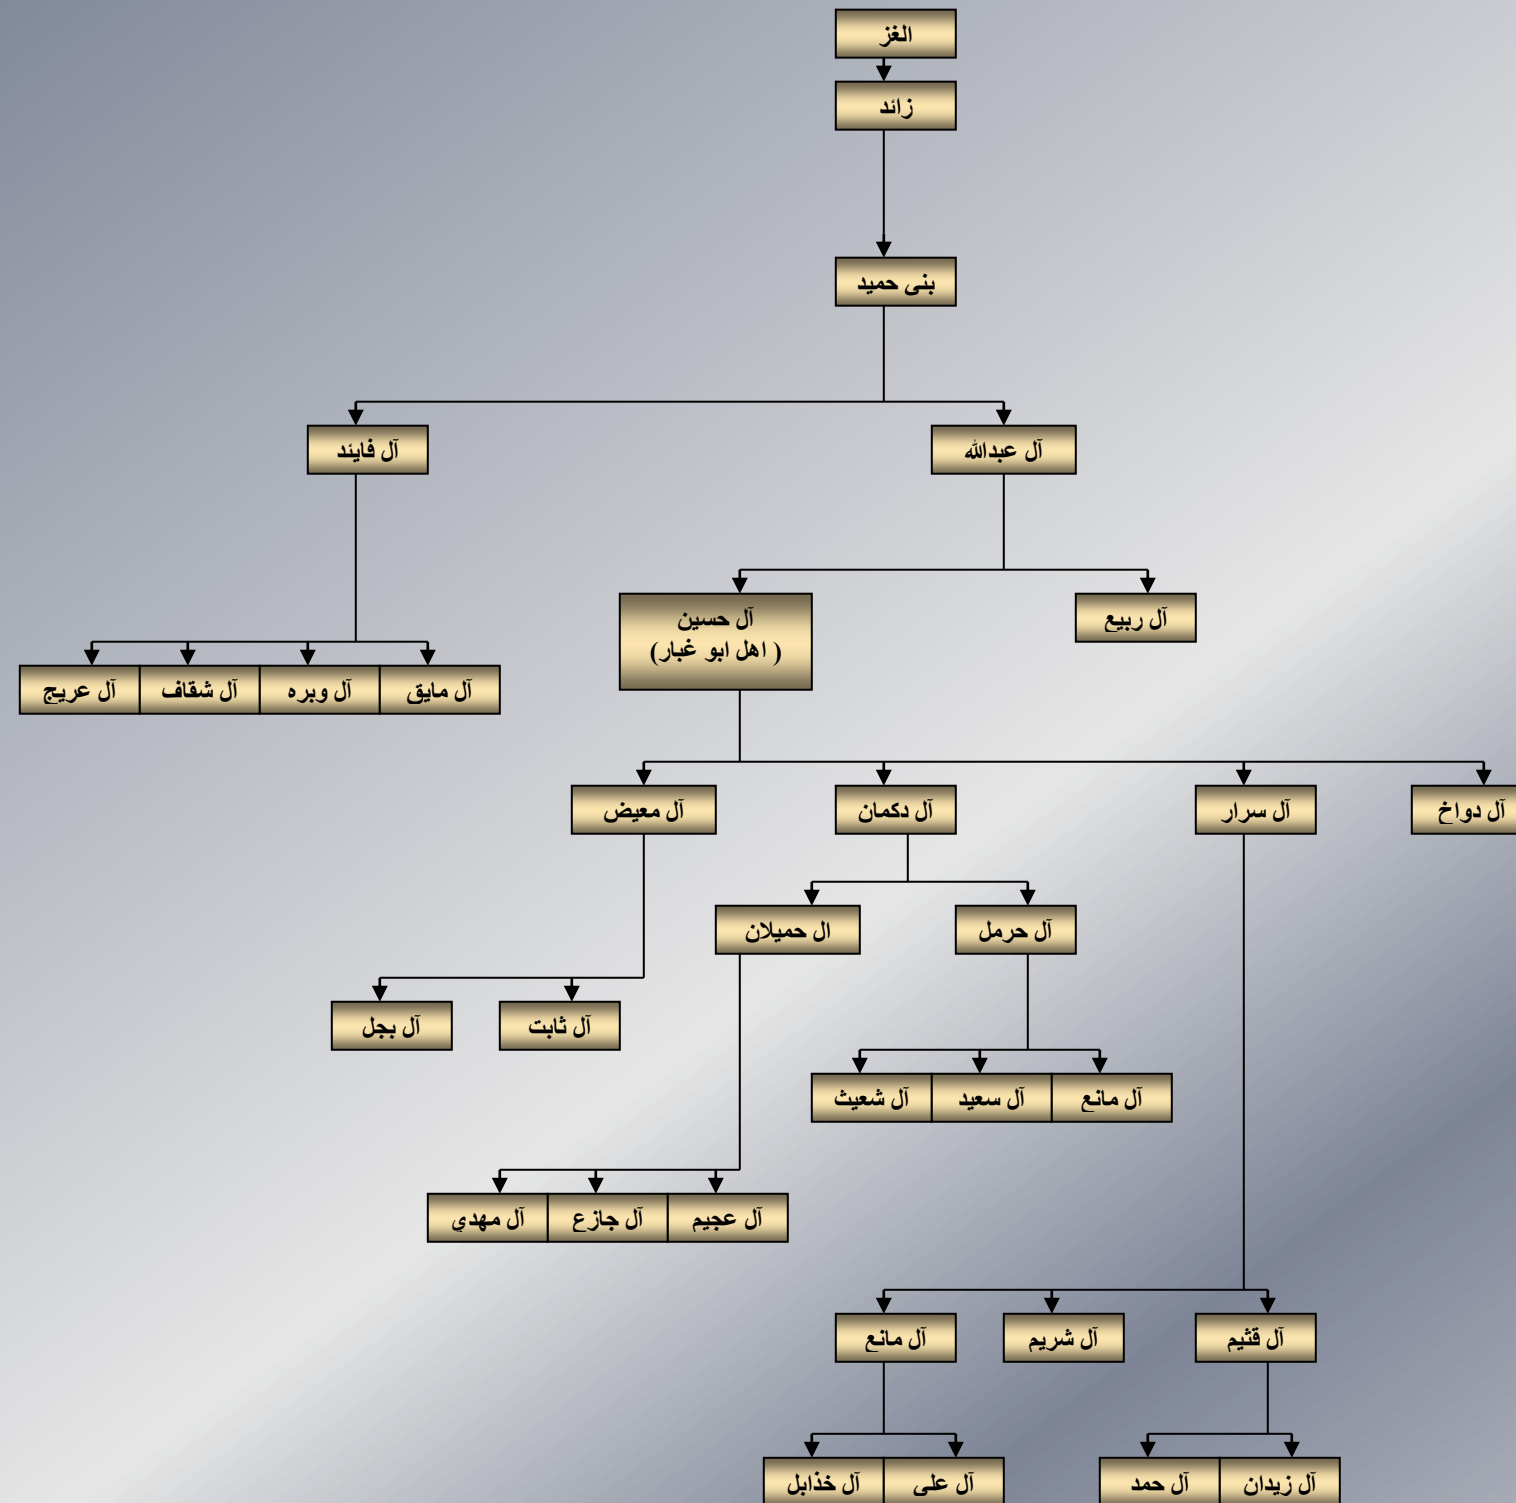 الغز
زائد
بنى حميد
آل عبدالله
آل فايند
آل ربيع
آل حسين
( اهل ابو غبار)
آل مايق
آل وبره
آل شقاف
آل عريج
آل دواخ
آل سرار
آل دكمان
آل معيض
آل حرمل
ال حميلان
آل ثابت
آل بجل
آل مانع
آل سعيد
آل شعيث
آل عجيم
آل جازع
آل مهدي
آل قثيم
آل شريم
آل مانع
آل زيدان
آل حمد
آل على
آل خذابل